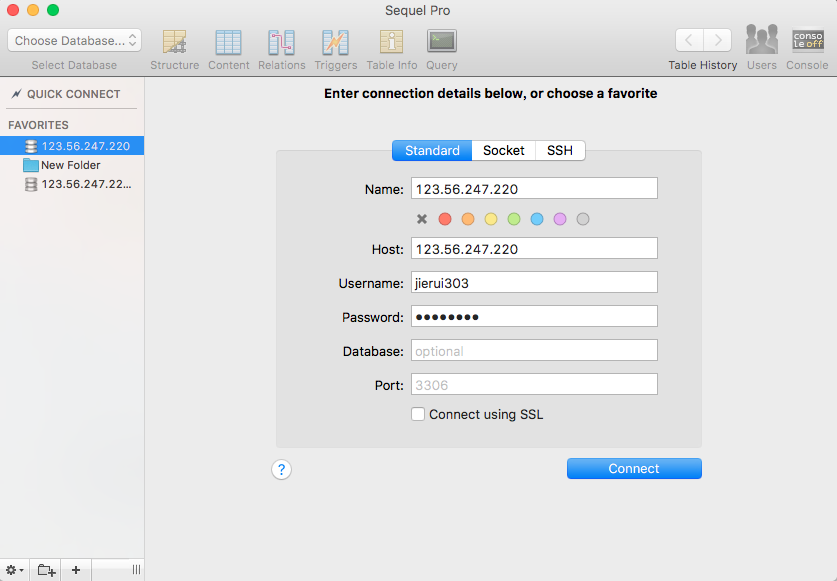 Sequel Pro
Choose Database...
Select Database
Structure
Content
Relations
Triggers
Table Info
Query
Table History
Users
conso
le off
Console
QUICK CONNECT
FAVORITES
123.56.247.220
New Folder
123.56.247.22...
Enter connection details below, or choose a favorite
Standard Socket SSH
Name: 123.56.247.220
Host: 123.56.247.220
Username: jierui303
Password: ●●●●●●●●
Database: optional
Port: 3306
Connect using SSL
?
Connect